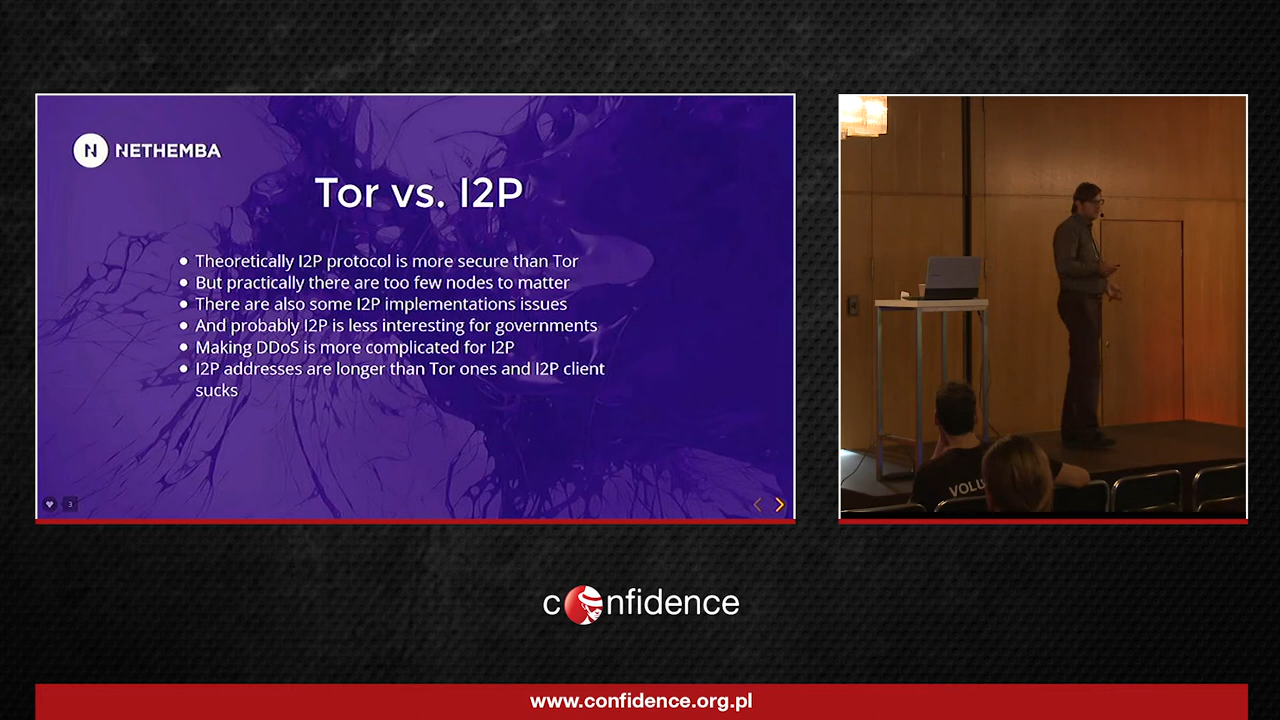 N NETHEMBA
Tor vs. I2P
• Theoretically I2P protocol is more secure than Tor
• But practically there are too few nodes to matter
• There are also some I2P implementations issues
• And probably I2P is less interesting for governments
• Making DDoS is more complicated for I2P
• I2P addresses are longer than Tor ones and I2P client
sucks
3
VOLU
confidence
www.confidence.org.pl